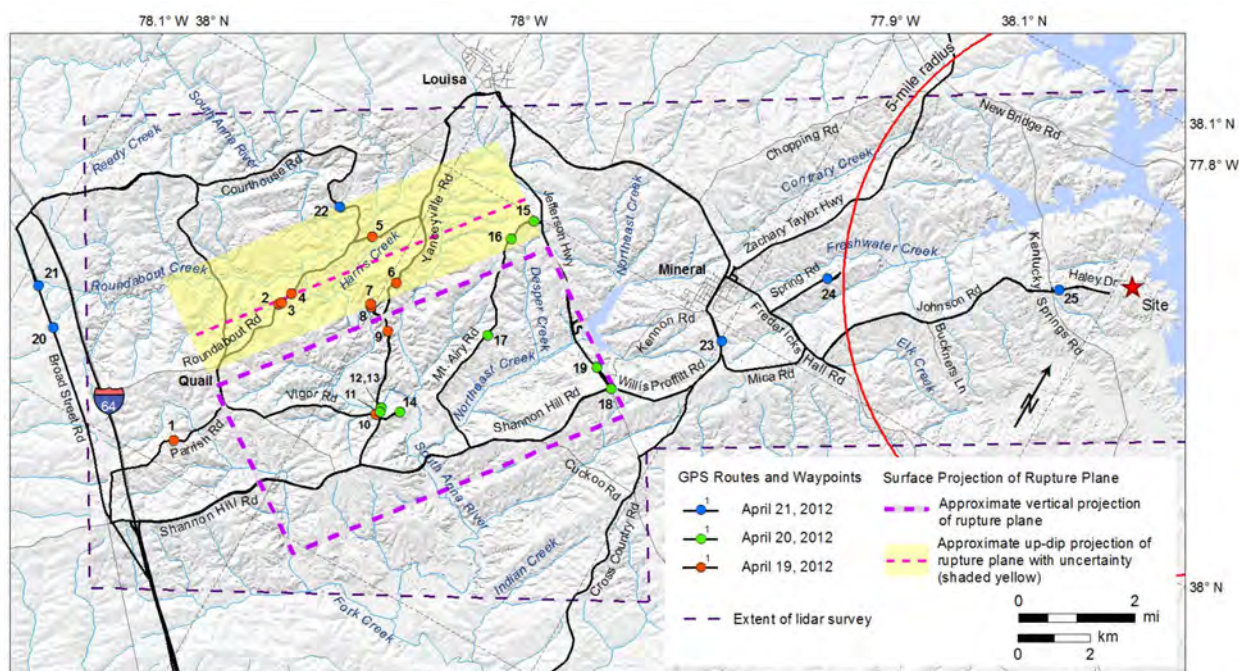 78.1° W 38° N
78° W
77.9° W
38.1° N
Louisa
5-mile radius
New Bridge Rd
Chopping Rd
38.1° N
77.8° W
Reedy Creek
South Anna River
Courthouse Rd
Contrary Creek
Zachary Taylor Hwy
22
5
Yanceyville Rd
15
16
Jefferson Hwy
Northeast Creek
Freshwater Creek
Kentucky Springs Rd
Haley Dr
Site
21
Roundabout Creek
Harris Creek
6
Desper Creek
Mineral
Spring Rd
24
Johnson Rd
25
20
2
4
3
7
8
9
Roundabout Rd
17
Mt. Airy Rd
Kennon Rd
23
Fredericks Hall Rd
Buckners Ln
Elk Creek
Broad Street Rd
64
Quail
Vigor Rd
12,13
11
10
14
Northeast Creek
19
Willis Proffitt Rd
18
Mica Rd
1
Parrish Rd
Shannon Hill Rd
South Anna River
Cuckoo Rd
Shannon Hill Rd
Cross Country Rd
Indian Creek
Fork Creek
N
38° N
GPS Routes and Waypoints
1
April 21, 2012
1
April 20, 2012
1
April 19, 2012
Extent of lidar survey
Surface Projection of Rupture Plane
Approximate vertical projection
of rupture plane
Approximate up-dip projection of
rupture plane with uncertainty
(shaded yellow)
0 2
mi
km
0 2